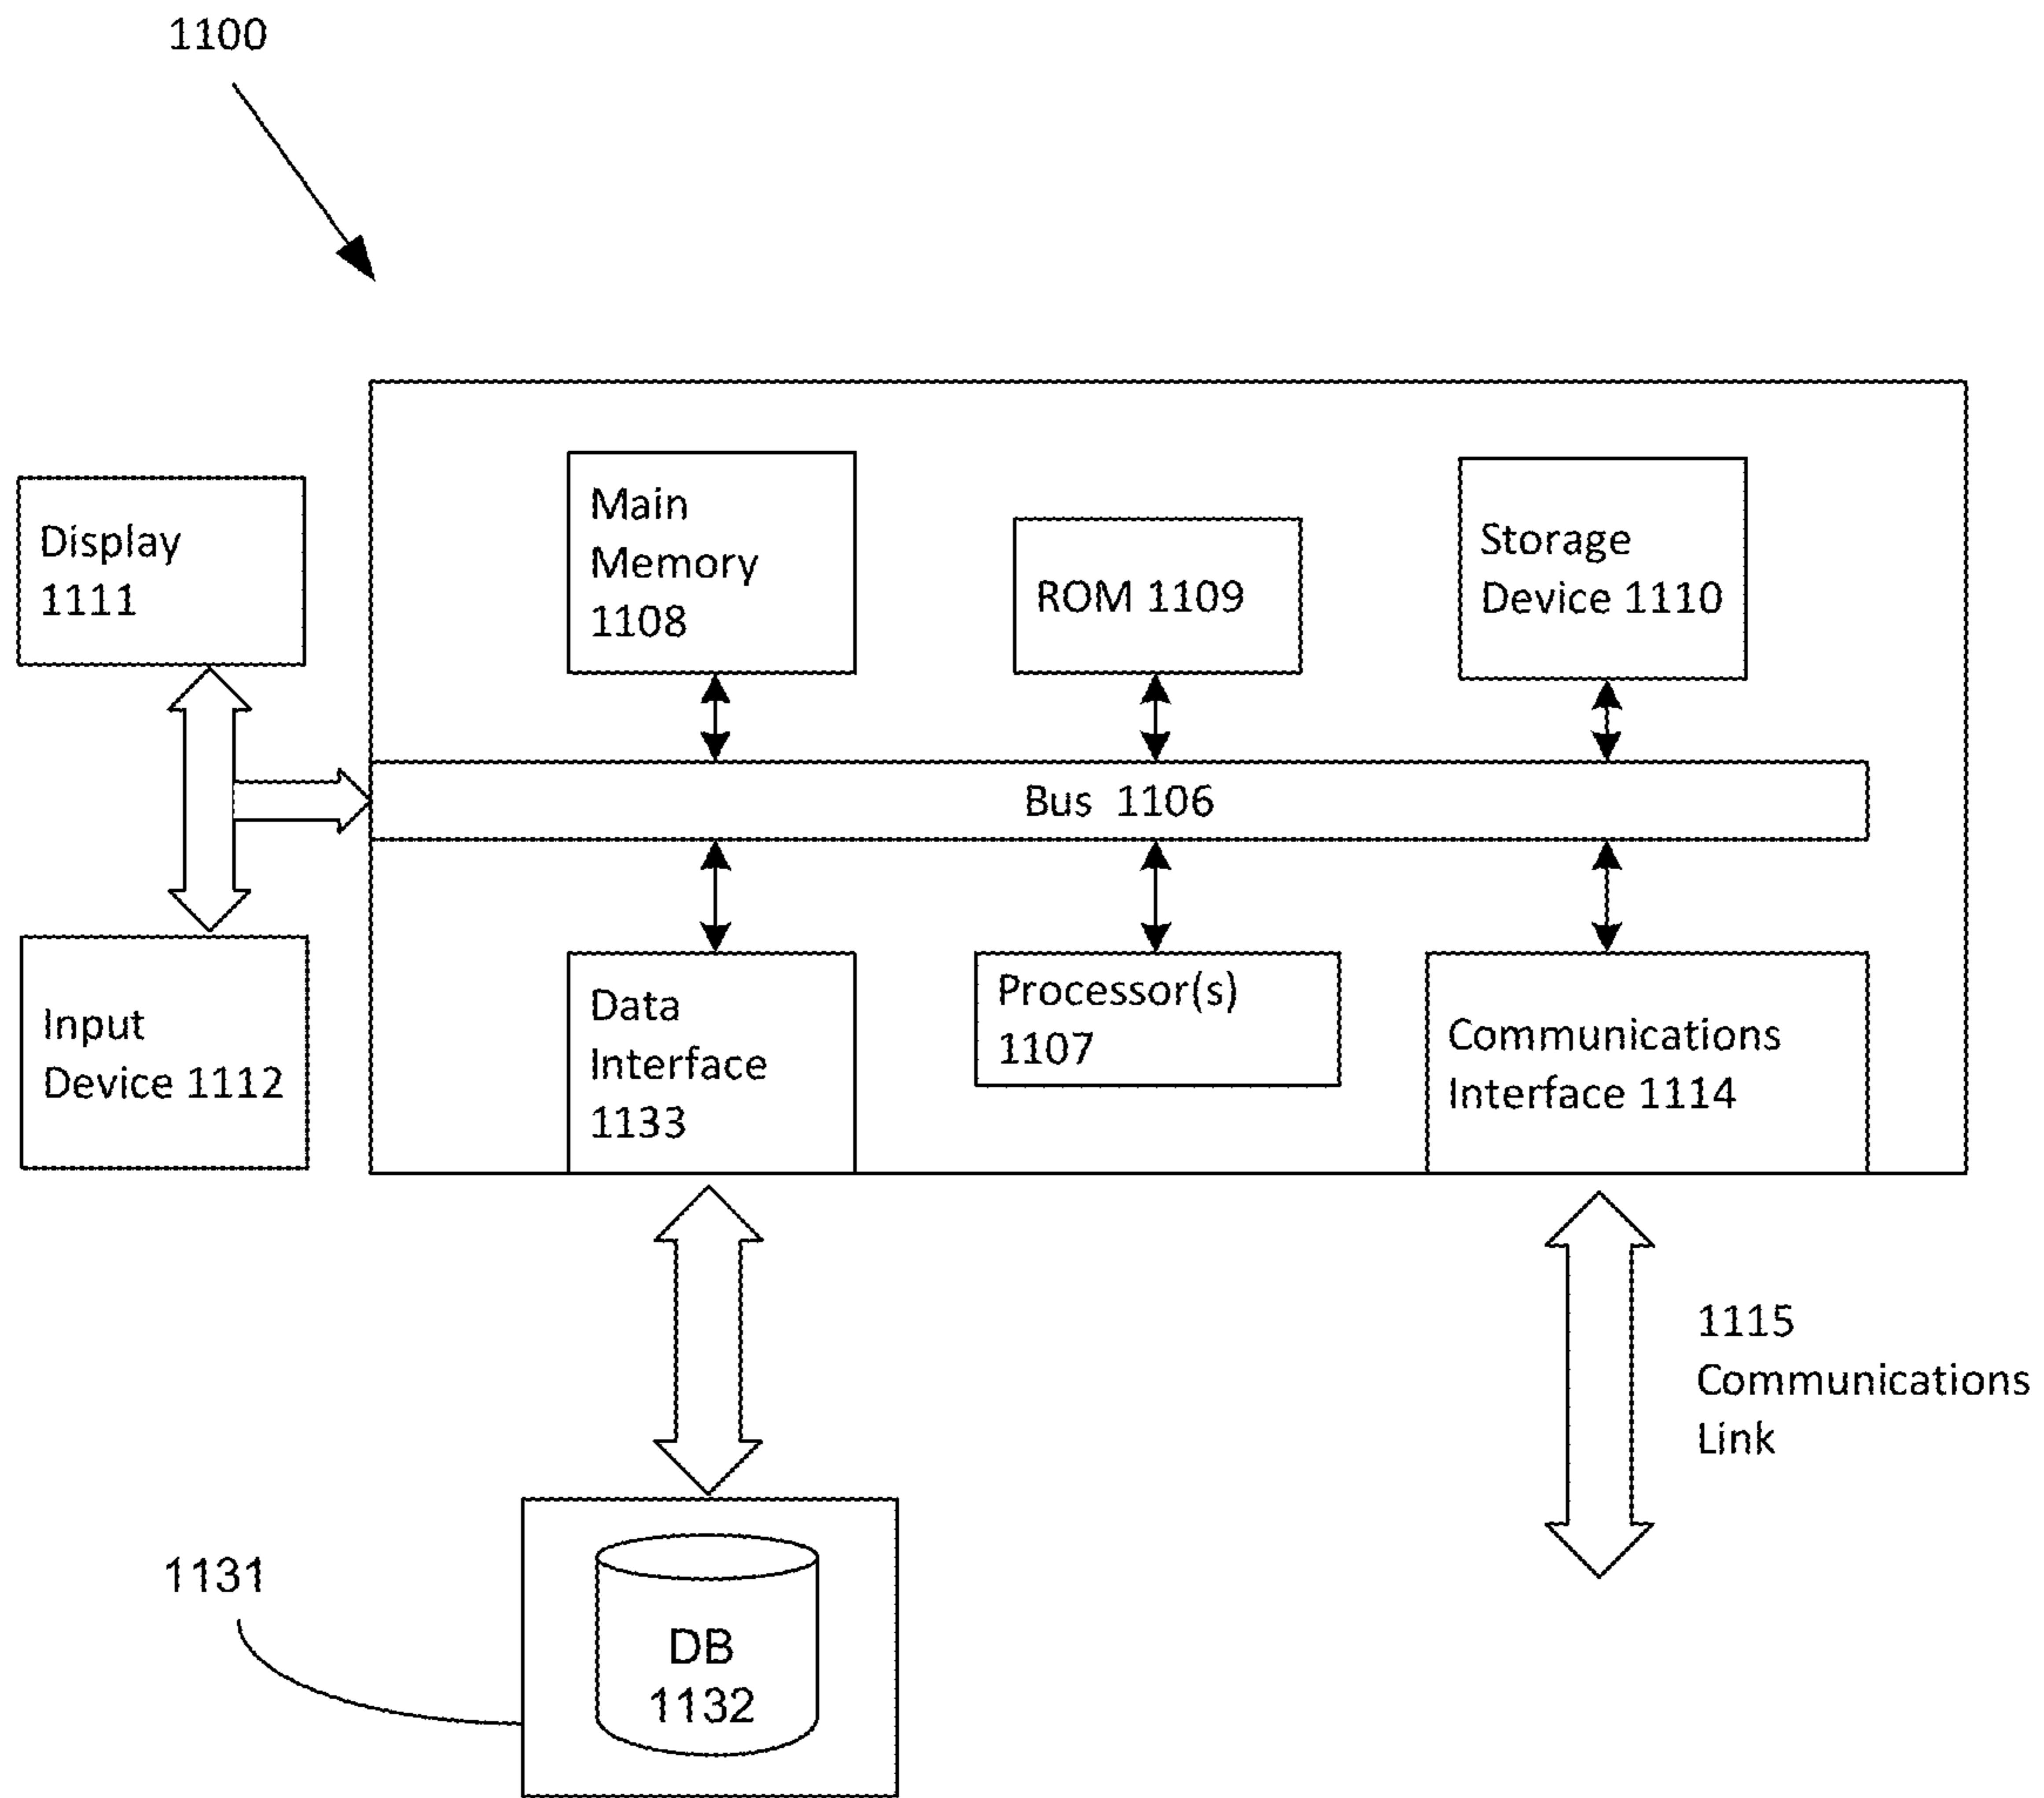 1100
Display
1111
Main
Memory
1108
ROM 1109
Storage
Device 1110
Bus 1106
Input
Device 1112
Data
Interface
1133
Processor(s)
1107
Communications
Interface 1114
1115
Communications
Link
1131
DB
1132